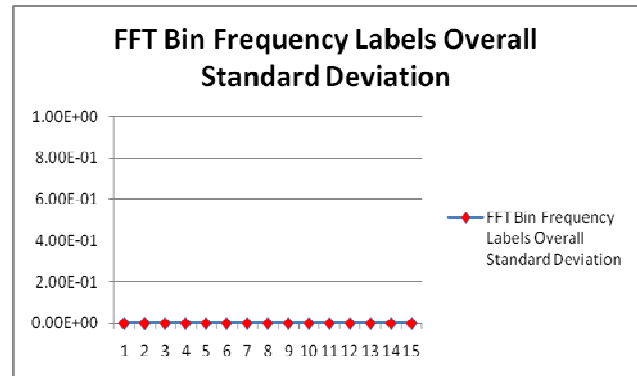 FFT Bin Frequency Labels Overall
Standard Deviation
1.00E+00
8.00E-01
6.00E-01
4.00E-01
2.00E-01
0.00E+00
1 2 3 4 5 6 7 8 9 10 11 12 13 14 15
FFT Bin Frequency
Labels Overall
Standard Deviation